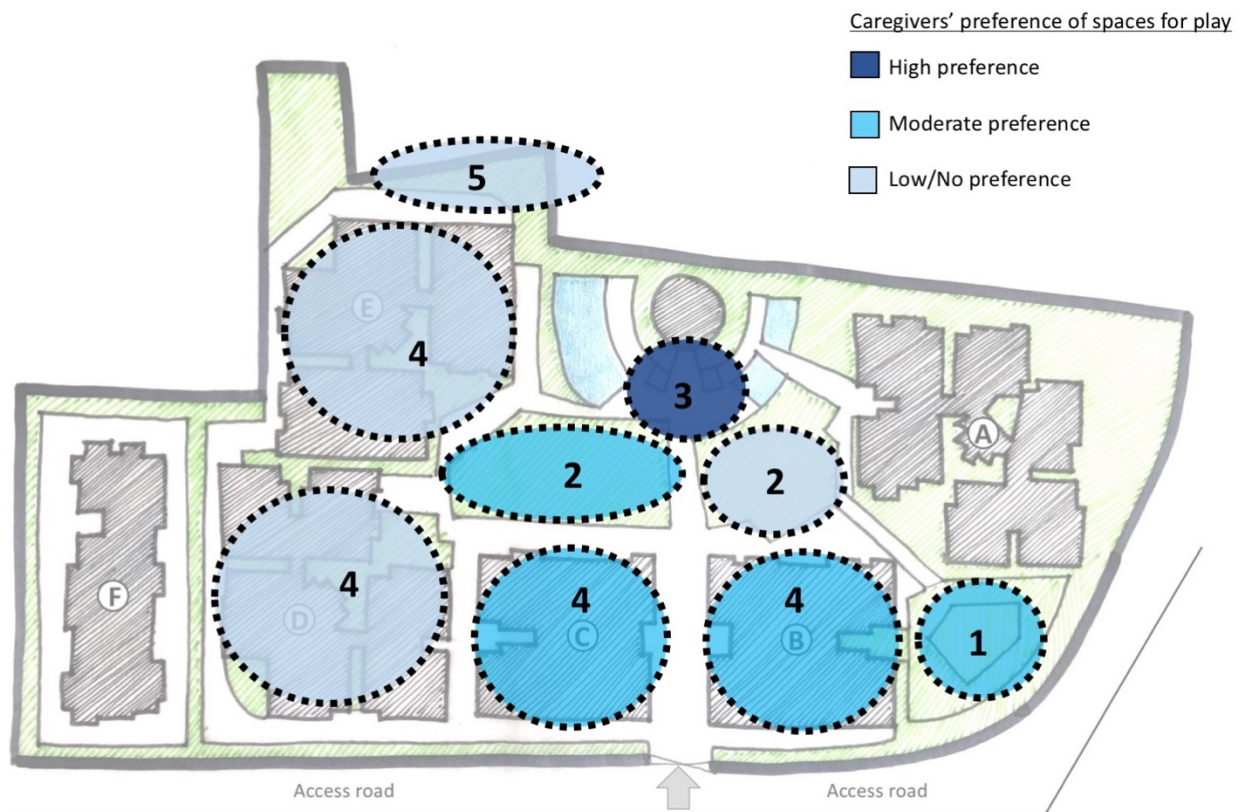 Caregivers' preference of spaces for play
High preference
Moderate preference
Low/No preference
5
E
4
3
A
2
2
4
4
4
F
D
C
B
1
Access road
Access road